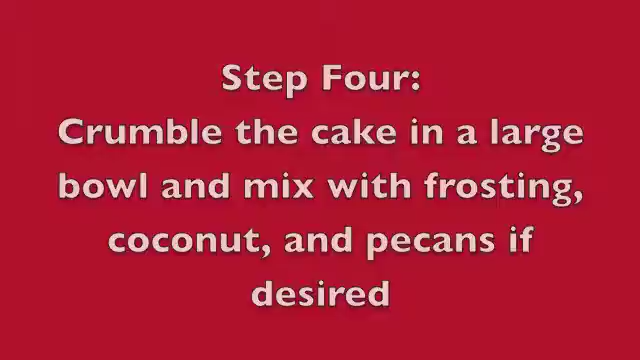 Step Four:
Crumble the cake in a large
bowl and mix with frosting,
coconut, and pecans if
desired